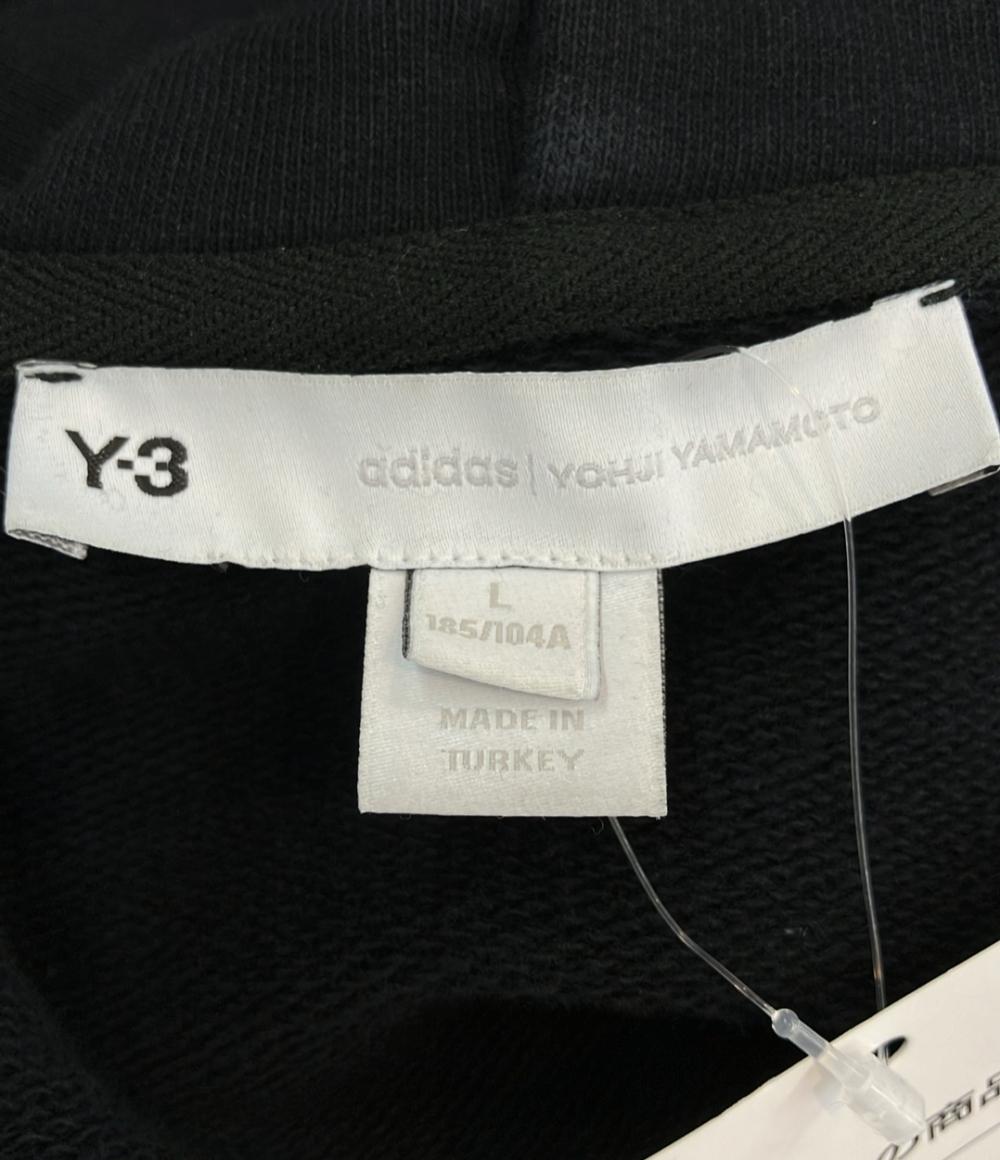 Y-3 adidas | YOHJI YAMAMOTO
L
185/104A
MADE IN
TURKEY